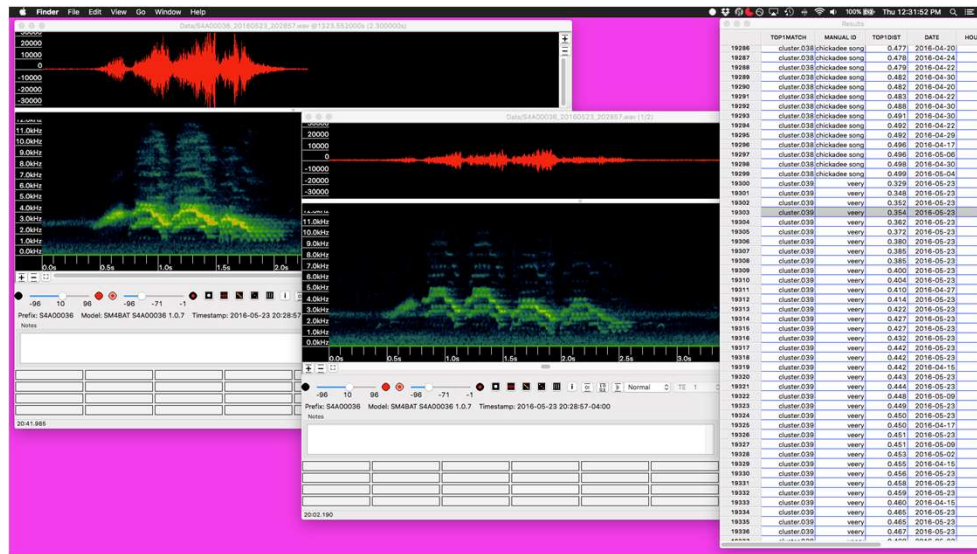 Finder File Edit View Go Window Help
100% Thu 12:31:52 PM
Data/S4A00036_20160523_202857.wav @1323.552000s (2.300000s)
20000
10000
0
-10000
-20000
-30000
11.0kHz
10.0kHz
9.0kHz
8.0kHz
7.0kHz
6.0kHz
5.0kHz
4.0kHz
3.0kHz
2.0kHz
1.0kHz
0.0kHz
0.0s 0.5s 1.0s 1.5s 2.0s
-96 10 96 -96 -71 -1
Prefix: S4A00036 Model: SM4BAT S4A00036 1.0.7 Timestamp: 2016-05-23 20:28:57
Notes
20:41.985
Data/S4A00036_20160523_202857.wav (1/2)
20000
10000
0
-10000
-20000
-30000
11.0kHz
10.0kHz
9.0kHz
8.0kHz
7.0kHz
6.0kHz
5.0kHz
4.0kHz
3.0kHz
2.0kHz
1.0kHz
0.0kHz
0.0s 0.5s 1.0s 1.5s 2.0s 2.5s 3.0s
-96 10 96 -96 -71 -1 Normal TE 1
Prefix: S4A00036 Model: SM4BAT S4A00036 1.0.7 Timestamp: 2016-05-23 20:28:57-04:00
Notes
20:02.190
Results
TOP1MATCH MANUAL ID TOP1DIST DATE HOU
19286 cluster.038 chickadee song 0.477 2016-04-20
19287 cluster.038 chickadee song 0.478 2016-04-24
19288 cluster.038 chickadee song 0.479 2016-04-22
19289 cluster.038 chickadee song 0.482 2016-04-30
19290 cluster.038 chickadee song 0.482 2016-04-20
19291 cluster.038 chickadee song 0.483 2016-04-22
19292 cluster.038 chickadee song 0.488 2016-04-30
19293 cluster.038 chickadee song 0.491 2016-04-30
19294 cluster.038 chickadee song 0.492 2016-04-22
19295 cluster.038 chickadee song 0.492 2016-04-29
19296 cluster.038 chickadee song 0.496 2016-04-17
19297 cluster.038 chickadee song 0.496 2016-05-06
19298 cluster.038 chickadee song 0.498 2016-04-30
19299 cluster.038 chickadee song 0.499 2016-05-04
19300 cluster.039 veery 0.329 2016-05-23
19301 cluster.039 veery 0.348 2016-05-23
19302 cluster.039 veery 0.352 2016-05-23
19303 cluster.039 veery 0.354 2016-05-23
19304 cluster.039 veery 0.362 2016-05-23
19305 cluster.039 veery 0.372 2016-05-23
19306 cluster.039 veery 0.380 2016-05-23
19307 cluster.039 veery 0.385 2016-05-23
19308 cluster.039 veery 0.385 2016-05-23
19309 cluster.039 veery 0.400 2016-05-23
19310 cluster.039 veery 0.404 2016-05-23
19311 cluster.039 veery 0.410 2016-04-27
19312 cluster.039 veery 0.414 2016-05-23
19313 cluster.039 veery 0.422 2016-05-23
19314 cluster.039 veery 0.427 2016-05-23
19315 cluster.039 veery 0.427 2016-05-23
19316 cluster.039 veery 0.432 2016-05-23
19317 cluster.039 veery 0.442 2016-05-23
19318 cluster.039 veery 0.442 2016-05-23
19319 cluster.039 veery 0.442 2016-04-15
19320 cluster.039 veery 0.443 2016-05-23
19321 cluster.039 veery 0.444 2016-05-23
19322 cluster.039 veery 0.448 2016-05-09
19323 cluster.039 veery 0.449 2016-05-23
19324 cluster.039 veery 0.450 2016-05-23
19325 cluster.039 veery 0.450 2016-04-17
19326 cluster.039 veery 0.451 2016-05-23
19327 cluster.039 veery 0.451 2016-05-09
19328 cluster.039 veery 0.453 2016-05-02
19329 cluster.039 veery 0.455 2016-04-15
19330 cluster.039 veery 0.456 2016-05-23
19331 cluster.039 veery 0.458 2016-05-23
19332 cluster.039 veery 0.459 2016-05-23
19333 cluster.039 veery 0.460 2016-04-15
19334 cluster.039 veery 0.465 2016-05-23
19335 cluster.039 veery 0.465 2016-05-23
19336 cluster.039 veery 0.467 2016-05-23